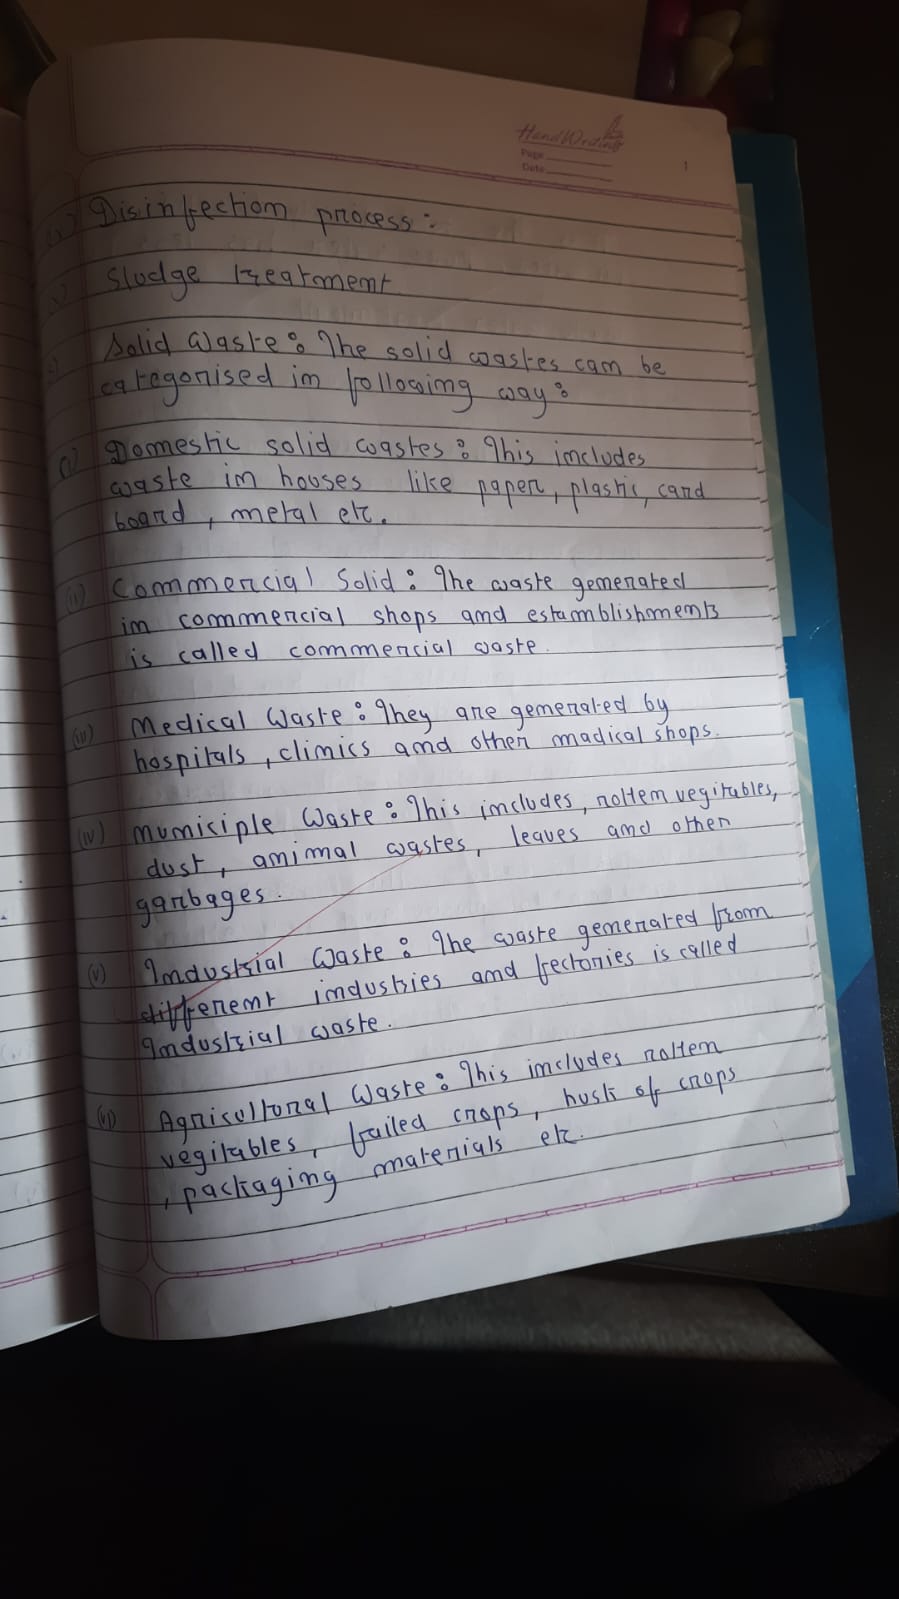 HandWriting
Page
Date
1
Disinfection process:
Sludge treatment
Solid Waste: The solid wastes can be
categorised in following way:
(i) Domestic solid wastes: This includes
waste in houses like paper, plastic, card
board, metal etc.
(ii) Commercial Solid: The waste generated
in commercial shops and estamblishments
is called commercial waste.
(iii) Medical Waste: They are generated by
hospitals, clinics and other madical shops.
(iv) Municiple Waste: This includes, rotten vegitables,
dust, animal wastes, leaves and other
garbages.
(v) Industrial Waste: The waste generated from
different industries and fectories is called
Industrial waste.
(vi) Agricultural Waste: This includes rotten
vegitables, failed crops, husk of crops
, packaging materials etc.